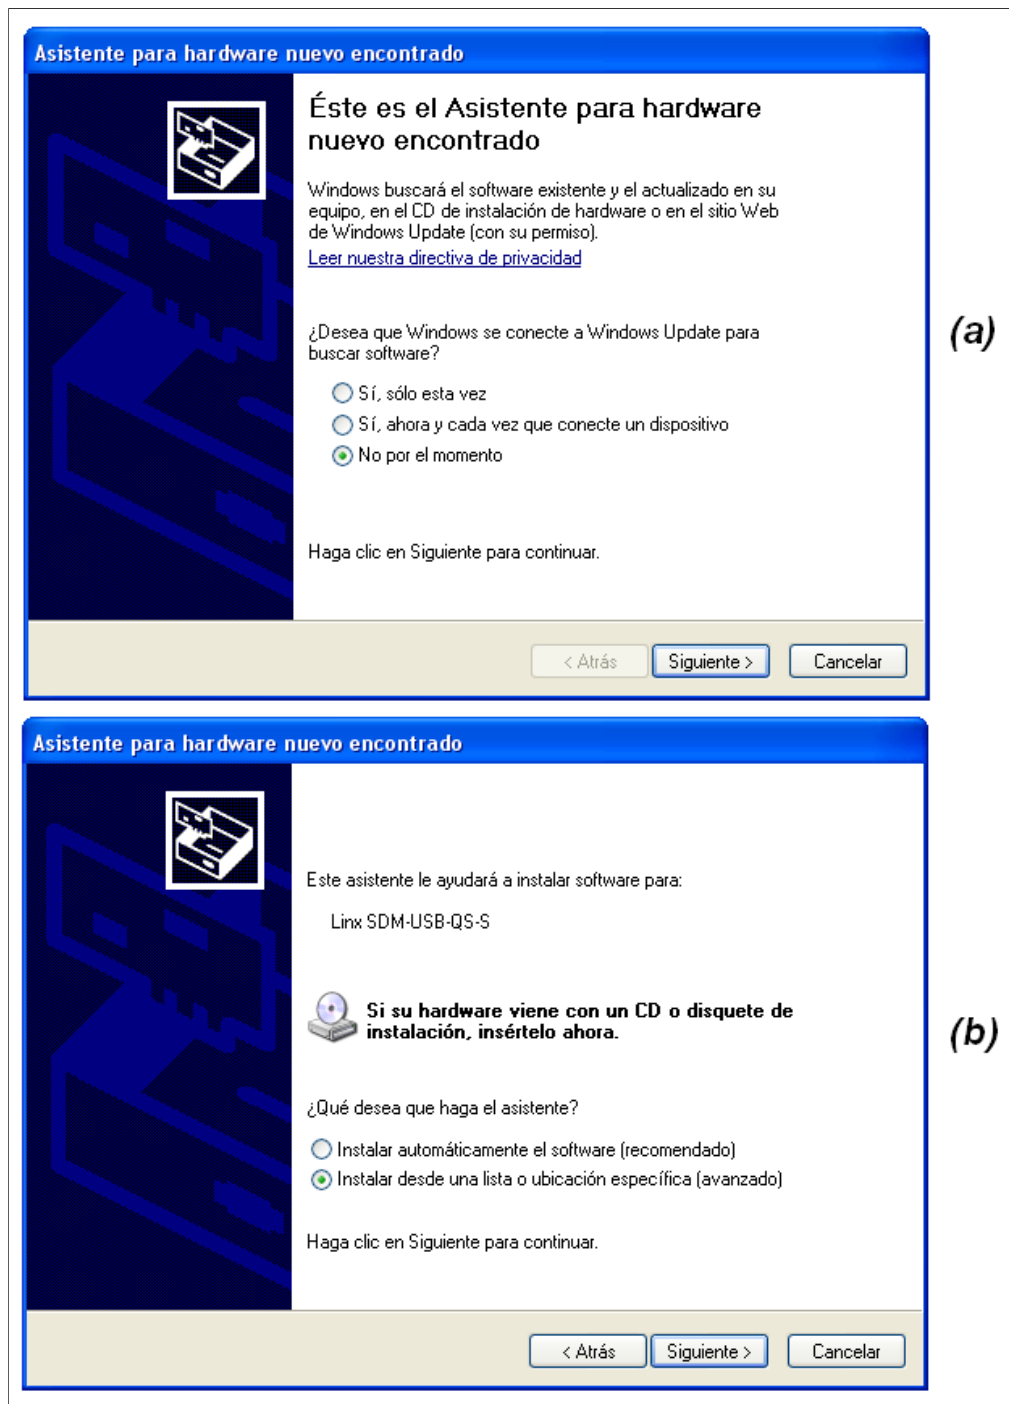 Asistente para hardware nuevo encontrado
Éste es el Asistente para hardware
nuevo encontrado
Windows buscará el software existente y el actualizado en su
equipo, en el CD de instalación de hardware o en el sitio Web
de Windows Update (con su permiso).
Leer nuestra directiva de privacidad
¿Desea que Windows se conecte a Windows Update para
buscar software?
Sí, sólo esta vez
Sí, ahora y cada vez que conecte un dispositivo
No por el momento
Haga clic en Siguiente para continuar.
< Atrás Siguiente > Cancelar
(a)
Asistente para hardware nuevo encontrado
Este asistente le ayudará a instalar software para:
Linx SDM-USB-QS-S
Si su hardware viene con un CD o disquete de
instalación, insértelo ahora.
¿Qué desea que haga el asistente?
Instalar automáticamente el software (recomendado)
Instalar desde una lista o ubicación específica (avanzado)
Haga clic en Siguiente para continuar.
< Atrás Siguiente > Cancelar
(b)